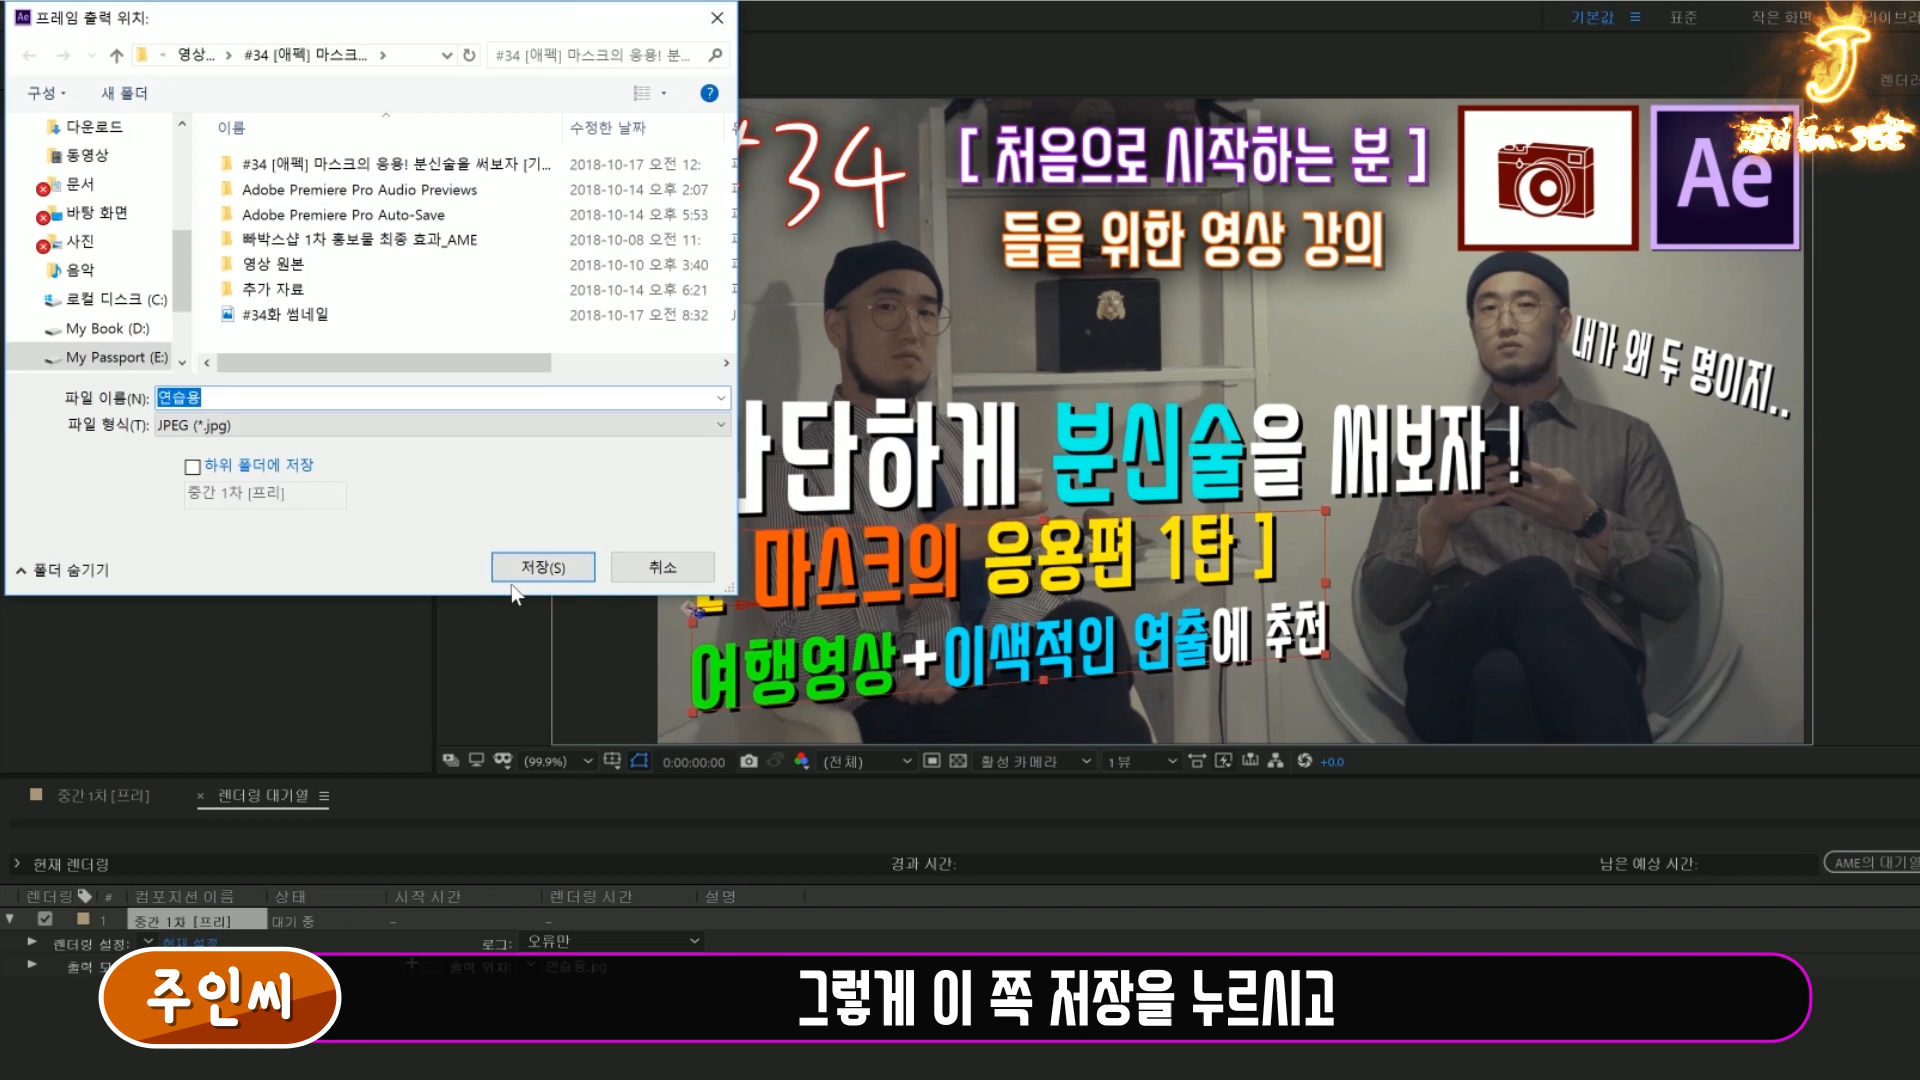 Ae 프레임 출력 위치:
영상... > #34 [애펙] 마스크... >
#34 [애펙] 마스크의 응용! 분...
구성
새 폴더
?
다운로드
동영상
문서
바탕 화면
사진
음악
로컬 디스크 (C:)
My Book (D:)
My Passport (E:)
이름
수정한 날짜
#34 [애펙] 마스크의 응용! 분신술을 써보자 [기... 2018-10-17 오전 12:
Adobe Premiere Pro Audio Previews 2018-10-14 오후 2:07
Adobe Premiere Pro Auto-Save 2018-10-14 오후 5:53
빠박스샵 1차 홍보물 최종 효과_AME 2018-10-08 오전 11:
영상 원본 2018-10-10 오후 3:40
추가 자료 2018-10-14 오후 6:21
#34화 썸네일 2018-10-17 오전 8:32
파일 이름(N): 연습용
파일 형식(T): JPEG (*.jpg)
하위 폴더에 저장
중간 1차 [프리]
폴더 숨기기
저장(S)
취소
기본값
표준
작은 화면
J
SEE
34
[ 처음으로 시작하는 분 ]
들을 위한 영상 강의
Ae
내가 왜 두 명이지..
단하게 분신술을 써보자 !
마스크의 응용편 1탄 ]
여행영상+이색적인 연출에 추천
(99.9%)
0:00:00:00
(전체)
활성 카메라
1 뷰
+0.0
중간 1차 [프리]
× 렌더링 대기열
현재 렌더링
경과 시간:
남은 예상 시간:
AME의 대기열
렌더링 # 컴포지션 이름 상태 시작 시간 렌더링 시간 설명
1 중간 1차 [프리] 대기 중 - -
렌더링 설정: 현재 설정
로그: 오류만
출력
출력 위치: 연습용.jpg
주인씨
그렇게 이 쪽 저장을 누르시고